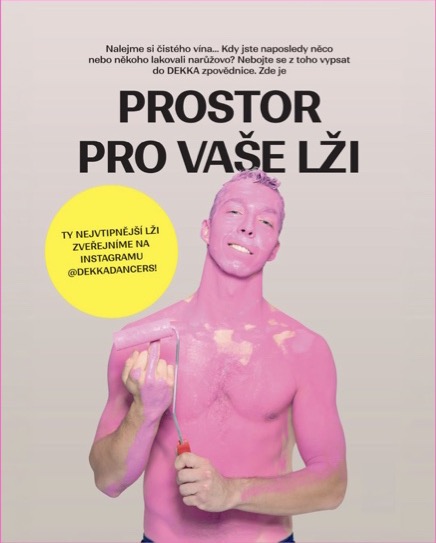 Nalejme si čistého vína... Kdy jste naposledy něco
nebo někoho lakovali narůžovo? Nebojte se z toho vypsat
do DEKKA zpovědnice. Zde je
PROSTOR
PRO VAŠE LŽI
TY NEJVTIPNĚJŠÍ LŽI
ZVEŘEJNÍME NA
INSTAGRAMU
@DEKKADANCERS!